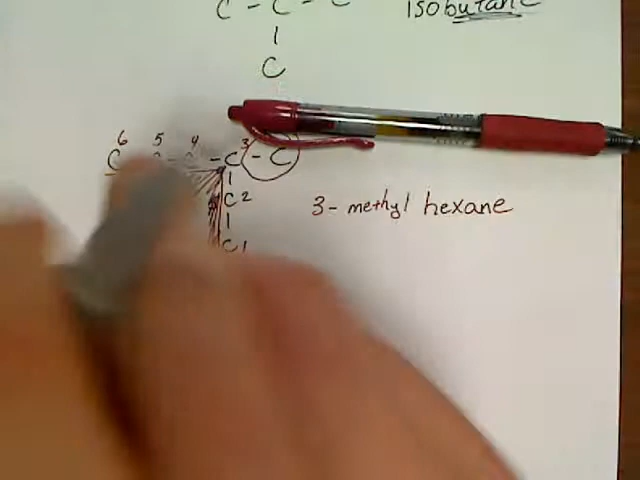 C - C - C
isobutane
|
C
6 5 4 3
C - C - C
|
C 2
|
C 1
3- methyl hexane